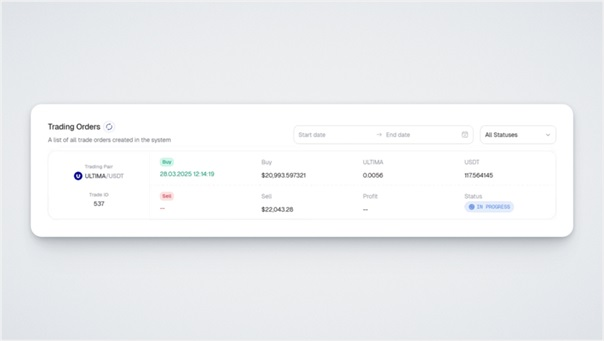 Trading Orders
A list of all trade orders created in the system
Start date → End date
All Statuses
Trading Pair
ULTIMA/USDT
Trade ID
537
Buy
28.03.2025 12:14:19
Buy
$20,993.597321
ULTIMA
0.0056
USDT
117.564145
Sell
—
Sell
$22,043.28
Profit
—
Status
IN PROGRESS